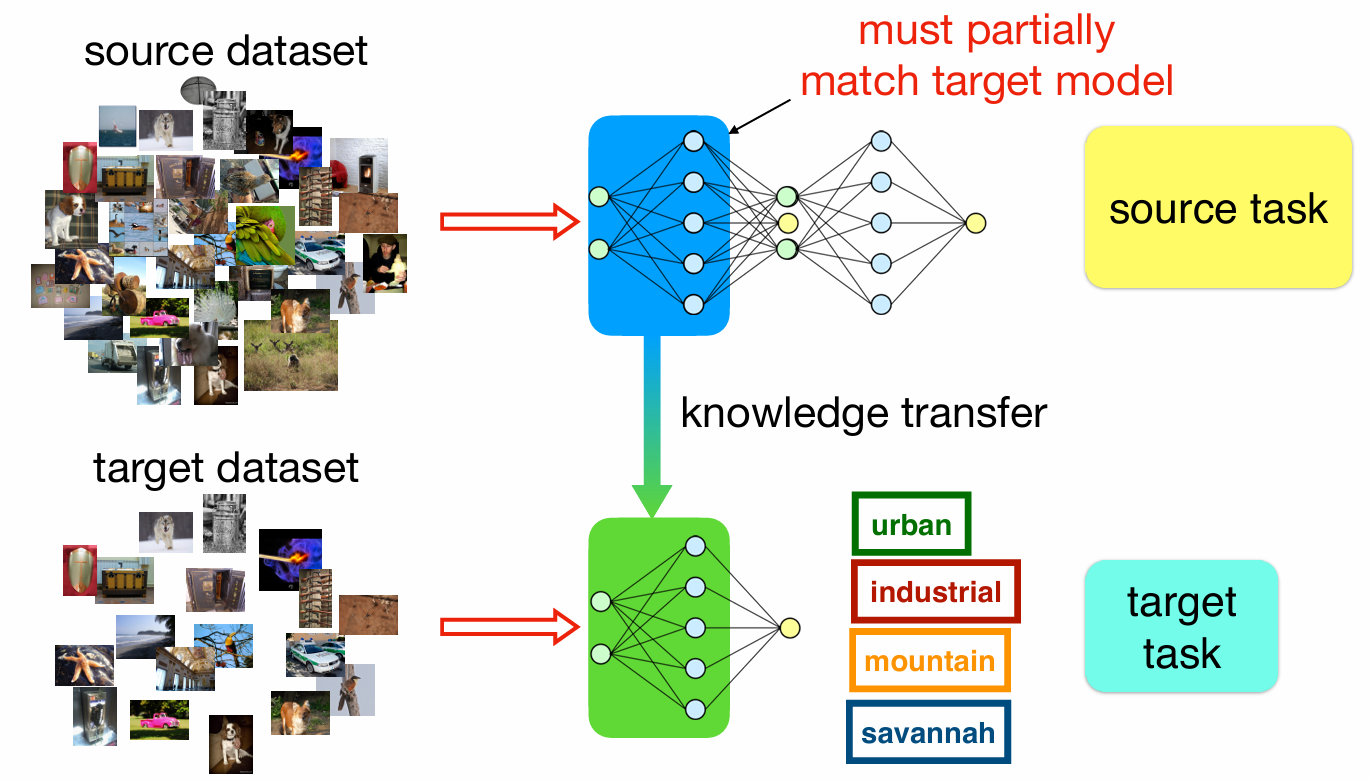 source dataset
must partially
match target model
source task
knowledge transfer
target dataset
urban
industrial
mountain
savannah
target
task